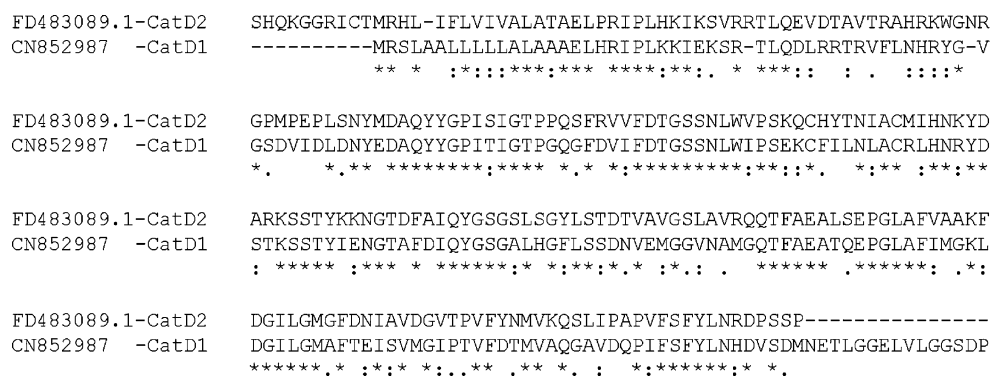 FD483089.1-CatD2 SHQKGGRICTMRHL-IFLVIVALATAELPRIPLHKIKSVRRTLQEVDTAVTRAHRKWGNR
CN852987 -CatD1 ----------MRSLAALLLLLALAAAELHRIPLKKIEKSR-TLQDLRRTRVFLNHRYG-V
** * :*::: ***:*** ****:**:. * ***:: : . ::::*
FD483089.1-CatD2 GPMPEPLSNYMDAQYYGPISIGTPPQSFRVVFDTGSSNLWVPSKQCHYTNIACMIHNKYD
CN852987 -CatD1 GSDVIDLDNYEDAQYYGPITIGTPGQGFDVIFDTGSSNLWIPSEKCFILNLACRLHNRYD
*. *.** ********:**** *.* *:*********:**::*. *:** :**:**
FD483089.1-CatD2 ARKSSTYKKNGTDFAIQYGSGSLSGYLSTDTVAVGSLAVRQQTFAEALSEPGLAFVAAKF
CN852987 -CatD1 STKSSTYIENGTAFDIQYGSGALHGFLSSDNVEMGGVNAMGQTFAEATQEPGLAFIMGKL
: ***** :*** * ******:* *:**:*.* :*.: . ****** .******: .*:
FD483089.1-CatD2 DGILGMGFDNIAVDGVTPVFYNMVKQSLIPAPVFSFYLNRDPSSP---------------
CN852987 -CatD1 DGILGMAFTEISVMGIPTVFDTMVAQGAVDQPIFSFYLNHDVSDMNETLGGELVLGGSDP
******.* :*:* *:..** .** *. : *:******:* *.